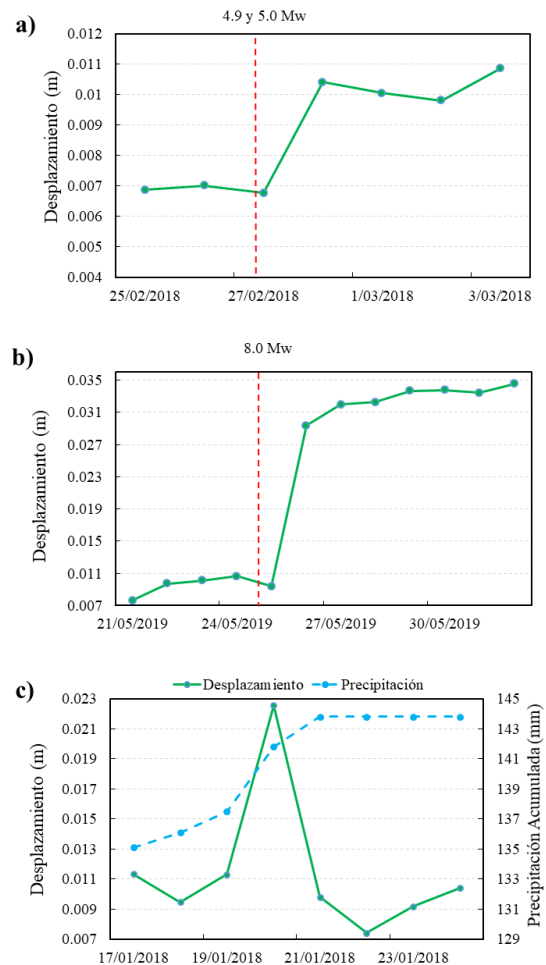 a)
4.9 y 5.0 Mw
Desplazamiento (m)
0.012
0.011
0.01
0.009
0.008
0.007
0.006
0.005
0.004
25/02/2018 27/02/2018 1/03/2018 3/03/2018
b)
8.0 Mw
Desplazamiento (m)
0.035
0.031
0.027
0.023
0.019
0.015
0.011
0.007
21/05/2019 24/05/2019 27/05/2019 30/05/2019
c)
Desplazamiento Precipitación
Desplazamiento (m)
0.023
0.021
0.019
0.017
0.015
0.013
0.011
0.009
0.007
145
143
141
139
137
135
133
131
129
Precipitación Acumulada (mm)
17/01/2018 19/01/2018 21/01/2018 23/01/2018